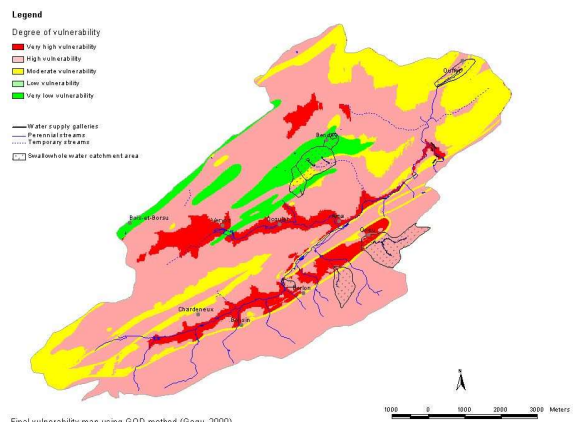 Legend
Degree of vulnerability
Very high vulnerability
High vulnerability
Moderate vulnerability
Low vulnerability
Very low vulnerability
Water supply galleries
Perennial streams
Temporary streams
Swallowhole water catchment area
Bois-et-Borsu
Chardeneux
N
1000 0 1000 2000 3000 Meters
Final vulnerability map using GOD method (Gogu, 2000)